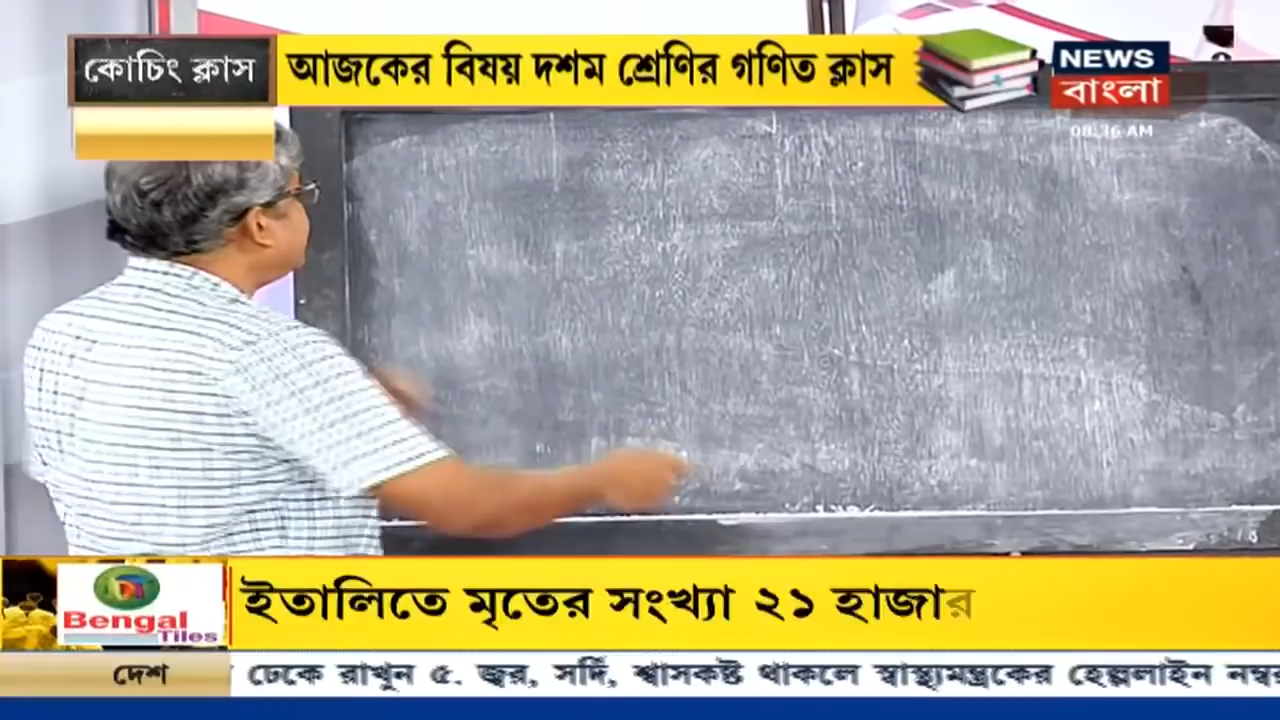 কোচিং ক্লাস
আজকের বিষয় দশম শ্রেণির গণিত ক্লাস
NEWS
বাংলা
08:36 AM
Bengal
Tiles
ইতালিতে মৃতের সংখ্যা ২১ হাজার
দেশ
ঢেকে রাখুন ৫. জ্বর, সর্দি, শ্বাসকষ্ট থাকলে স্বাস্থ্যমন্ত্রকের হেল্পলাইন নম্বর